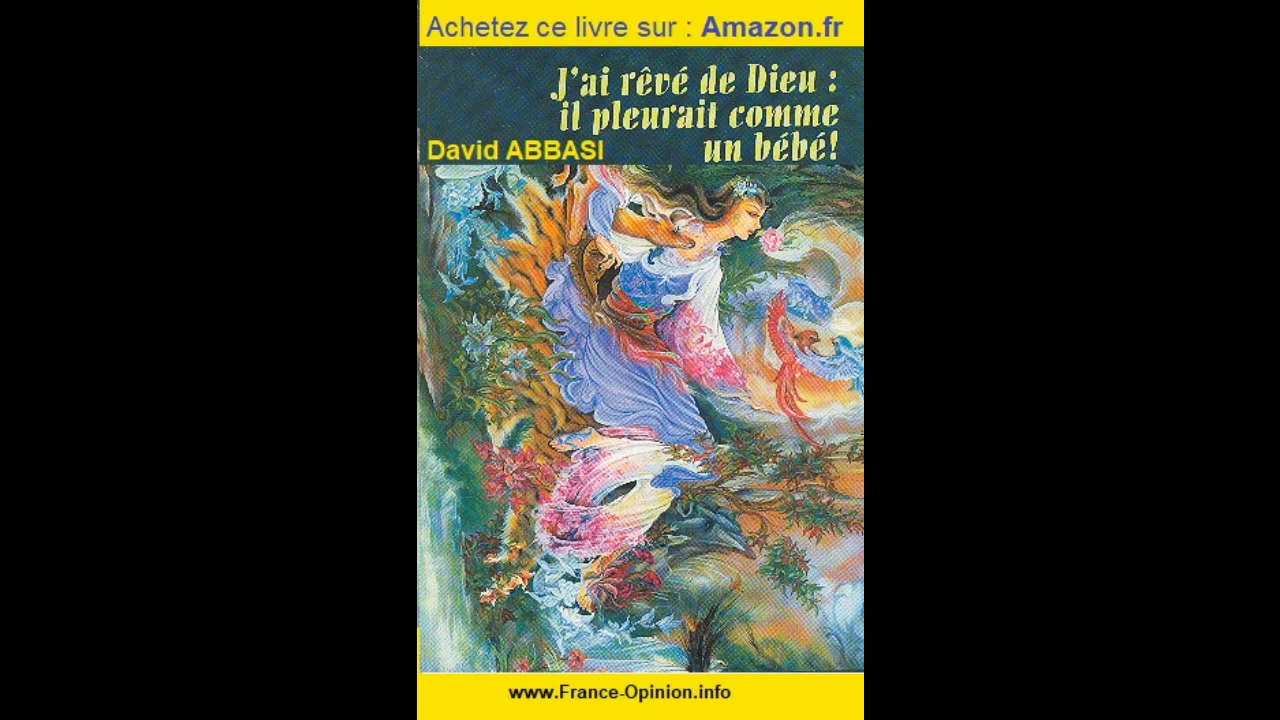 Achetez ce livre sur : Amazon.fr
J'ai rêvé de Dieu :
il pleurait comme
un bébé!
David ABBASI
www.France-Opinion.info